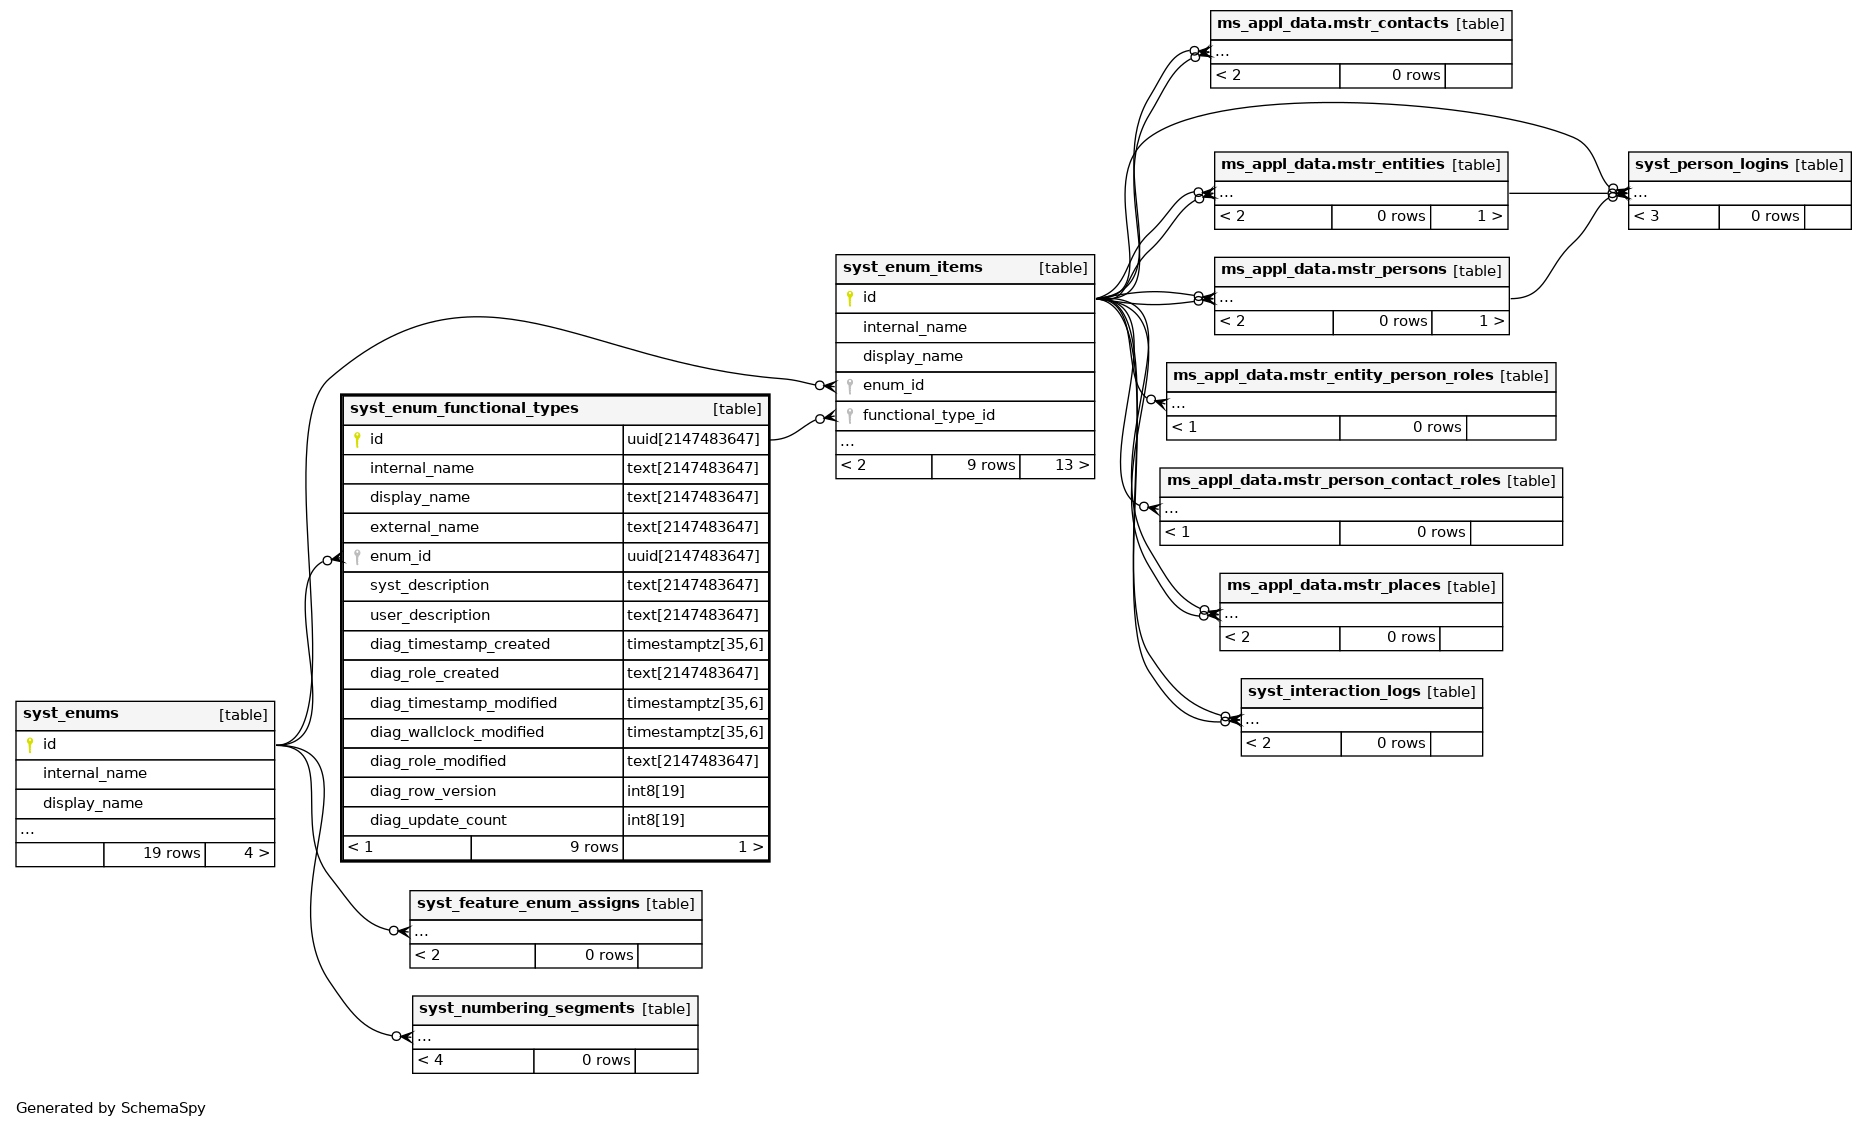 ms_appl_data.mstr_contacts [table]
...
< 2 0 rows
ms_appl_data.mstr_entities [table]
...
< 2 0 rows 1 >
syst_person_logins [table]
...
< 3 0 rows
ms_appl_data.mstr_persons [table]
...
< 2 0 rows 1 >
syst_enum_items [table]
id
internal_name
display_name
enum_id
functional_type_id
...
< 2 9 rows 13 >
ms_appl_data.mstr_entity_person_roles [table]
...
< 1 0 rows
ms_appl_data.mstr_person_contact_roles [table]
...
< 1 0 rows
ms_appl_data.mstr_places [table]
...
< 2 0 rows
syst_interaction_logs [table]
...
< 2 0 rows
syst_enum_functional_types [table]
id uuid[2147483647]
internal_name text[2147483647]
display_name text[2147483647]
external_name text[2147483647]
enum_id uuid[2147483647]
syst_description text[2147483647]
user_description text[2147483647]
diag_timestamp_created timestamptz[35,6]
diag_role_created text[2147483647]
diag_timestamp_modified timestamptz[35,6]
diag_wallclock_modified timestamptz[35,6]
diag_role_modified text[2147483647]
diag_row_version int8[19]
diag_update_count int8[19]
< 1 9 rows 1 >
syst_enums [table]
id
internal_name
display_name
...
19 rows 4 >
syst_feature_enum_assigns [table]
...
< 2 0 rows
syst_numbering_segments [table]
...
< 4 0 rows
Generated by SchemaSpy